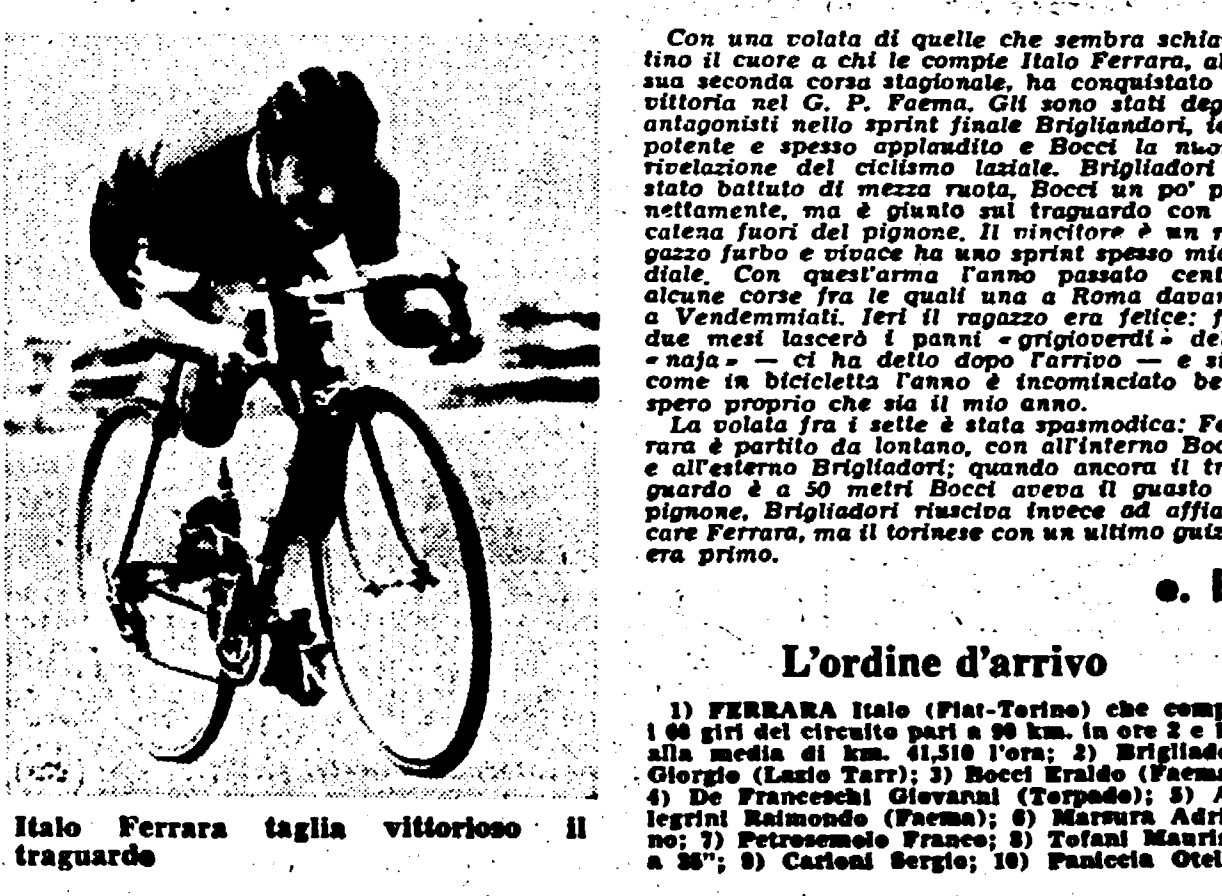 Italo Ferrara taglia vittorioso il
traguardo
Con una volata di quelle che sembra schia
tino il cuore a chi le compie Italo Ferrara, al
sua seconda corsa stagionale, ha conquistato
vittoria nel G. P. Faema. Gli sono stati deg
antagonisti nello sprint finale Brigliandori,
potente e spesso applaudito e Bocci la nuo
rivelazione del ciclismo laziale. Brigliadori
stato battuto di mezza ruota, Bocci un po' p
nettamente, ma è giunto sul traguardo con
catena fuori del pignone. Il vincitore è un r
gazzo furbo e vivace ha uno sprint spesso mic
diale. Con quest'arma l'anno passato cent
alcune corse fra le quali una a Roma davan
a Vendemmiati. Ieri il ragazzo era felice: f
due mesi lascerò i panni «grigioverdi» de
«naja» — ci ha detto dopo l'arrivo — e si
come in bicicletta l'anno è incominciato be
spero proprio che sia il mio anno.
La volata fra i sette è stata spasmodica: Fe
rara è partito da lontano, con all'interno Boc
e all'esterno Brigliadori; quando ancora il tr
guardo è a 50 metri Bocci aveva il guasto
pignone, Brigliadori riusciva invece ad affia
care Ferrara, ma il torinese con un ultimo guiz
era primo.
e.
L'ordine d'arrivo
1) FERRARA Italo (Fiat-Torino) che comp
i 60 giri del circuito pari a 90 km. in ore 2 e
alla media di km. 41,510 l'ora; 2) Brigliado
Giorgio (Lazio Tarr); 3) Bocci Eraldo (Faema
4) De Franceschi Giovanni (Torpado); 5) A
legrini Raimondo (Faema); 6) Marsura Adri
no; 7) Petrosemolo Franco; 8) Tofani Mauri
a 25"; 9) Carloni Sergio; 10) Paniccia Otel